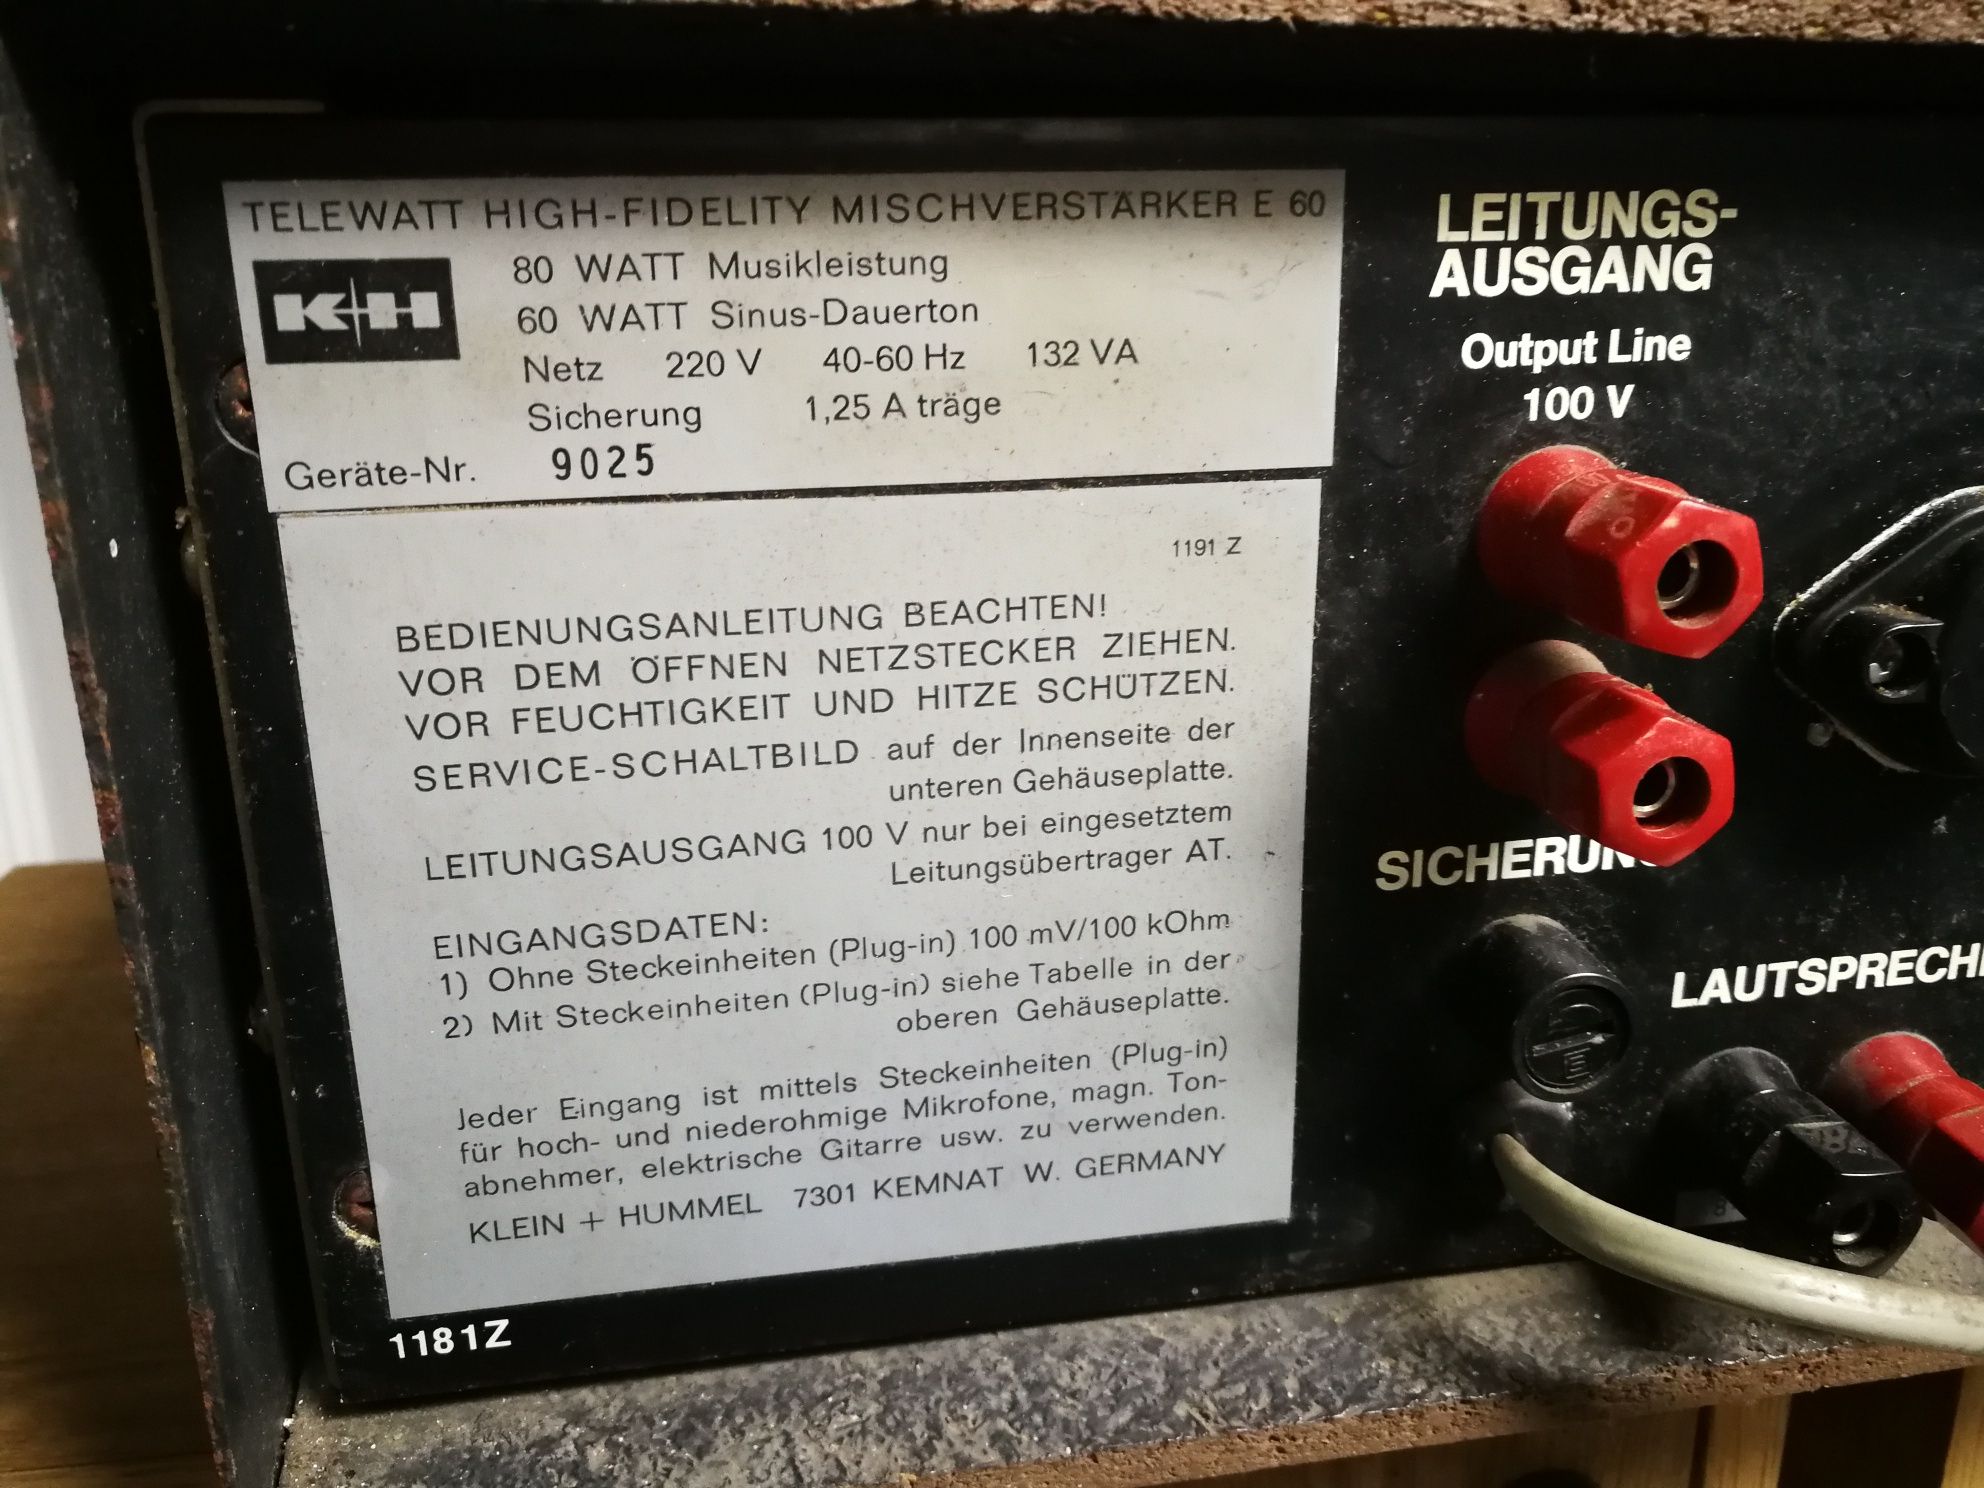 TELEWATT HIGH-FIDELITY MISCHVERSTÄRKER E 60
K+H
80 WATT Musikleistung
60 WATT Sinus-Dauerton
Netz 220 V 40-60 Hz 132 VA
Sicherung 1,25 A träge
Geräte-Nr. 9025
1191 Z
BEDIENUNGSANLEITUNG BEACHTEN!
VOR DEM ÖFFNEN NETZSTECKER ZIEHEN.
VOR FEUCHTIGKEIT UND HITZE SCHÜTZEN.
SERVICE-SCHALTBILD auf der Innenseite der
unteren Gehäuseplatte.
LEITUNGSAUSGANG 100 V nur bei eingesetztem
Leitungsübertrager AT.
EINGANGSDATEN:
1) Ohne Steckeinheiten (Plug-in) 100 mV/100 kOhm
2) Mit Steckeinheiten (Plug-in) siehe Tabelle in der
oberen Gehäuseplatte.
Jeder Eingang ist mittels Steckeinheiten (Plug-in)
für hoch- und niederohmige Mikrofone, magn. Ton-
abnehmer, elektrische Gitarre usw. zu verwenden.
KLEIN + HUMMEL 7301 KEMNAT W. GERMANY
1181Z
LEITUNGS-
AUSGANG
Output Line
100 V
SICHERUNG
LAUTSPRECH